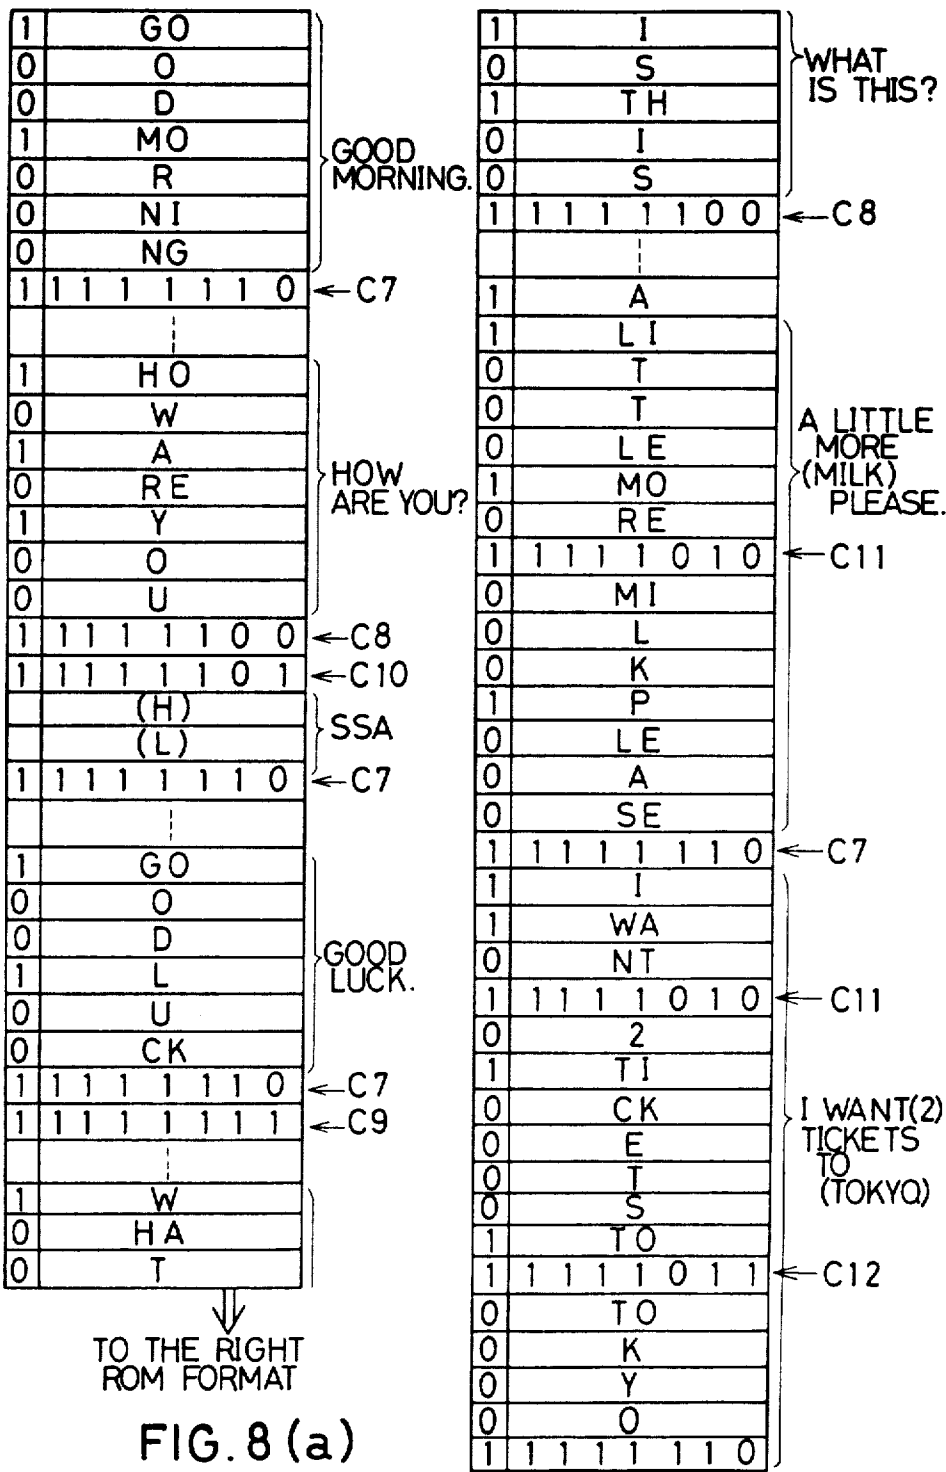 1 GO
0 O
0 D
1 MO
0 R
0 NI
0 NG
GOOD
MORNING.
1 1 1 1 1 1 1 0 ←C7
1 HO
0 W
1 A
0 RE
1 Y
0 O
0 U
HOW
ARE YOU?
1 1 1 1 1 1 0 0 ←C8
1 1 1 1 1 1 0 1 ←C10
(H)
(L)
SSA
1 1 1 1 1 1 1 0 ←C7
1 GO
0 O
0 D
1 L
0 U
0 CK
GOOD
LUCK.
1 1 1 1 1 1 1 0 ←C7
1 1 1 1 1 1 1 1 ←C9
1 W
0 HA
0 T
TO THE RIGHT
ROM FORMAT
FIG. 8 (a)
1 I
0 S
1 TH
0 I
0 S
WHAT
IS THIS?
1 1 1 1 1 1 0 0 ←C8
1 A
1 LI
0 T
0 T
0 LE
1 MO
0 RE
1 1 1 1 1 0 1 0 ←C11
0 MI
0 L
0 K
1 P
0 LE
0 A
0 SE
A LITTLE
MORE
(MILK)
PLEASE.
1 1 1 1 1 1 1 0 ←C7
1 I
1 WA
0 NT
1 1 1 1 1 0 1 0 ←C11
0 2
1 TI
0 CK
0 E
0 T
0 S
1 TO
1 1 1 1 1 0 1 1 ←C12
0 TO
0 K
0 Y
0 O
1 1 1 1 1 1 1 0
I WANT(2)
TICKETS
TO
(TOKYO)